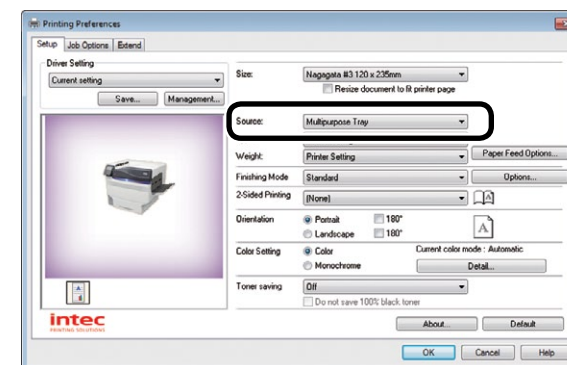 Printing Preferences
Setup Job Options Extend
Driver Setting
Current setting
Save... Management...
Size: Nagagata #3 120 x 235mm
Resize document to fit printer page
Source: Multipurpose Tray
Weight: Printer Setting Paper Feed Options...
Finishing Mode Standard Options...
2-Sided Printing (None)
Orientation Portrait 180°
Landscape 180°
A
Color Setting Color Current color mode : Automatic
Monochrome Detail...
Toner saving Off
Do not save 100% black toner
intec
PRINTING SOLUTIONS
About... Default
OK Cancel Help